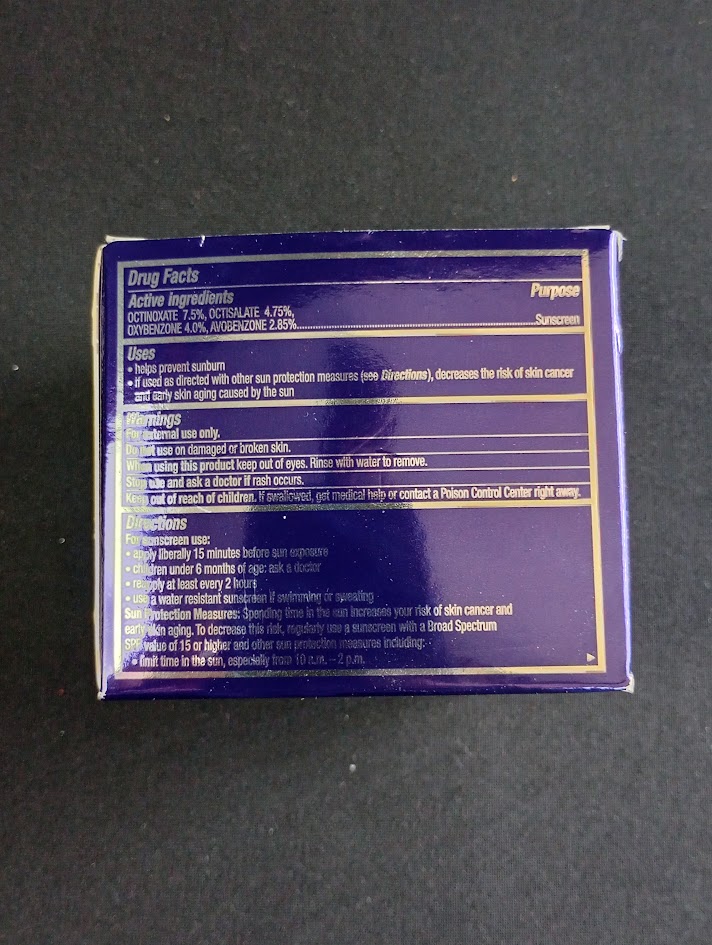 Drug Facts
Active ingredients Purpose
OCTINOXATE 7.5%, OCTISALATE 4.75%,
OXYBENZONE 4.0%, AVOBENZONE 2.85%..............................................................Sunscreen
Uses
• helps prevent sunburn
• if used as directed with other sun protection measures (see Directions), decreases the risk of skin cancer
and early skin aging caused by the sun
Warnings
For external use only.
Do not use on damaged or broken skin.
When using this product keep out of eyes. Rinse with water to remove.
Stop use and ask a doctor if rash occurs.
Keep out of reach of children. If swallowed, get medical help or contact a Poison Control Center right away.
Directions
For sunscreen use:
• apply liberally 15 minutes before sun exposure
• children under 6 months of age: ask a doctor
• reapply at least every 2 hours
• use a water resistant sunscreen if swimming or sweating
Sun Protection Measures: Spending time in the sun increases your risk of skin cancer and
early skin aging. To decrease this risk, regularly use a sunscreen with a Broad Spectrum
SPF value of 15 or higher and other sun protection measures including:
• limit time in the sun, especially from 10 a.m. – 2 p.m.